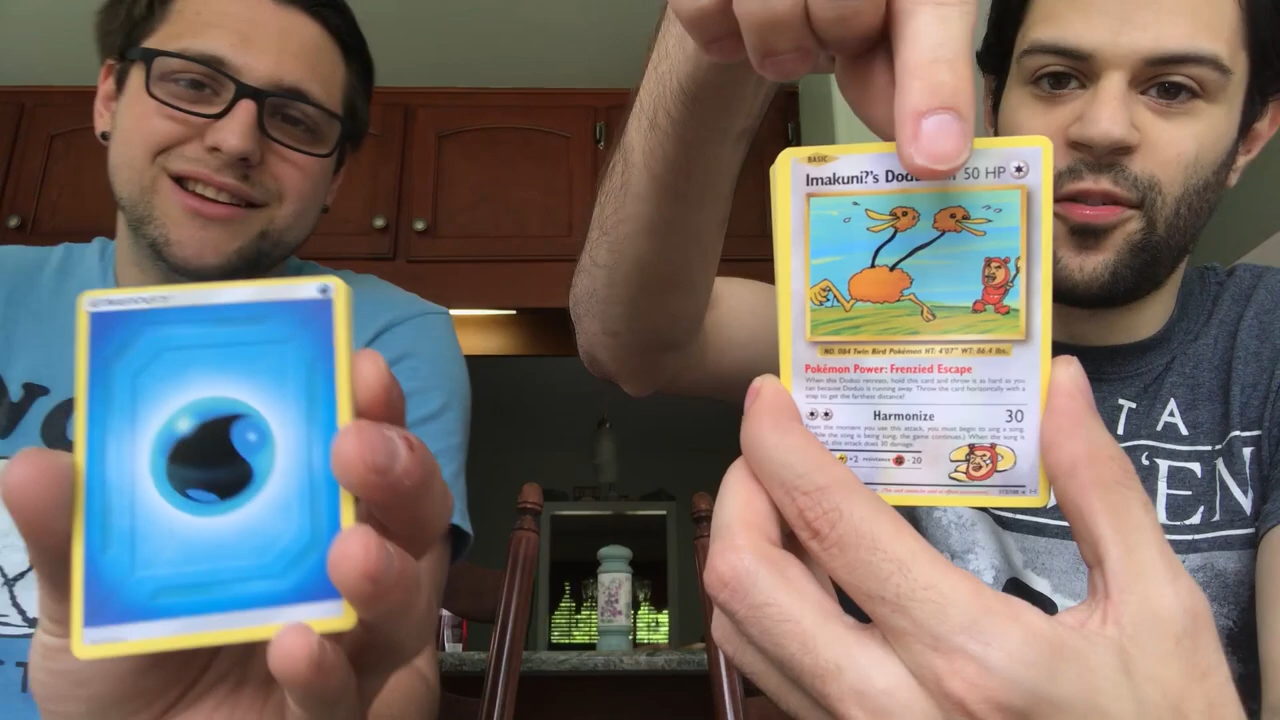 BASIC
Imakuni?'s Dod 50 HP
NO. 084 Twin Bird Pokémon HT: 4'07" WT: 86.4 lbs.
Pokémon Power: Frenzied Escape
When this Doduo retreats, hold this card and throw it as hard as you
can because Doduo is running away. Throw the card horizontally with a
snap to get the farthest distance!
Harmonize 30
From the moment you use this attack, you must begin to sing a song.
While the song is being sung, the game continues.) When the song is
this attack does 30 damage.
×2 resistance -20
TA
'EN